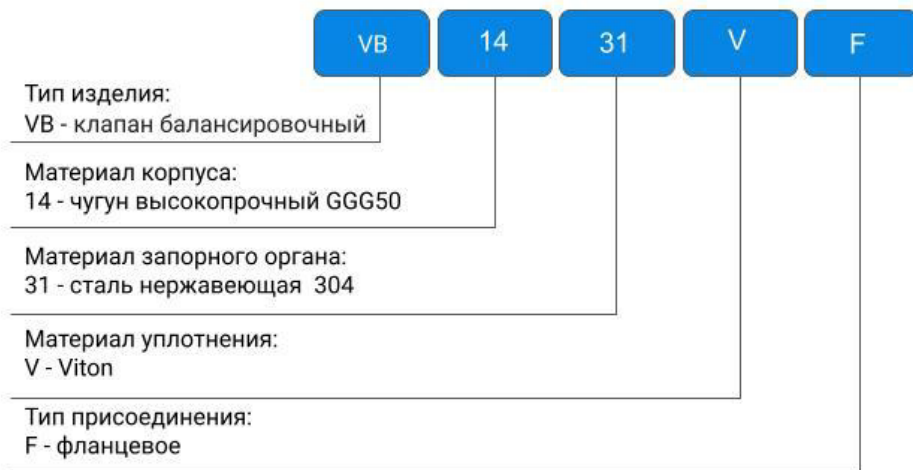 VB 14 31 V F
Тип изделия:
VB - клапан балансировочный
Материал корпуса:
14 - чугун высокопрочный GGG50
Материал запорного органа:
31 - сталь нержавеющая 304
Материал уплотнения:
V - Viton
Тип присоединения:
F - фланцевое